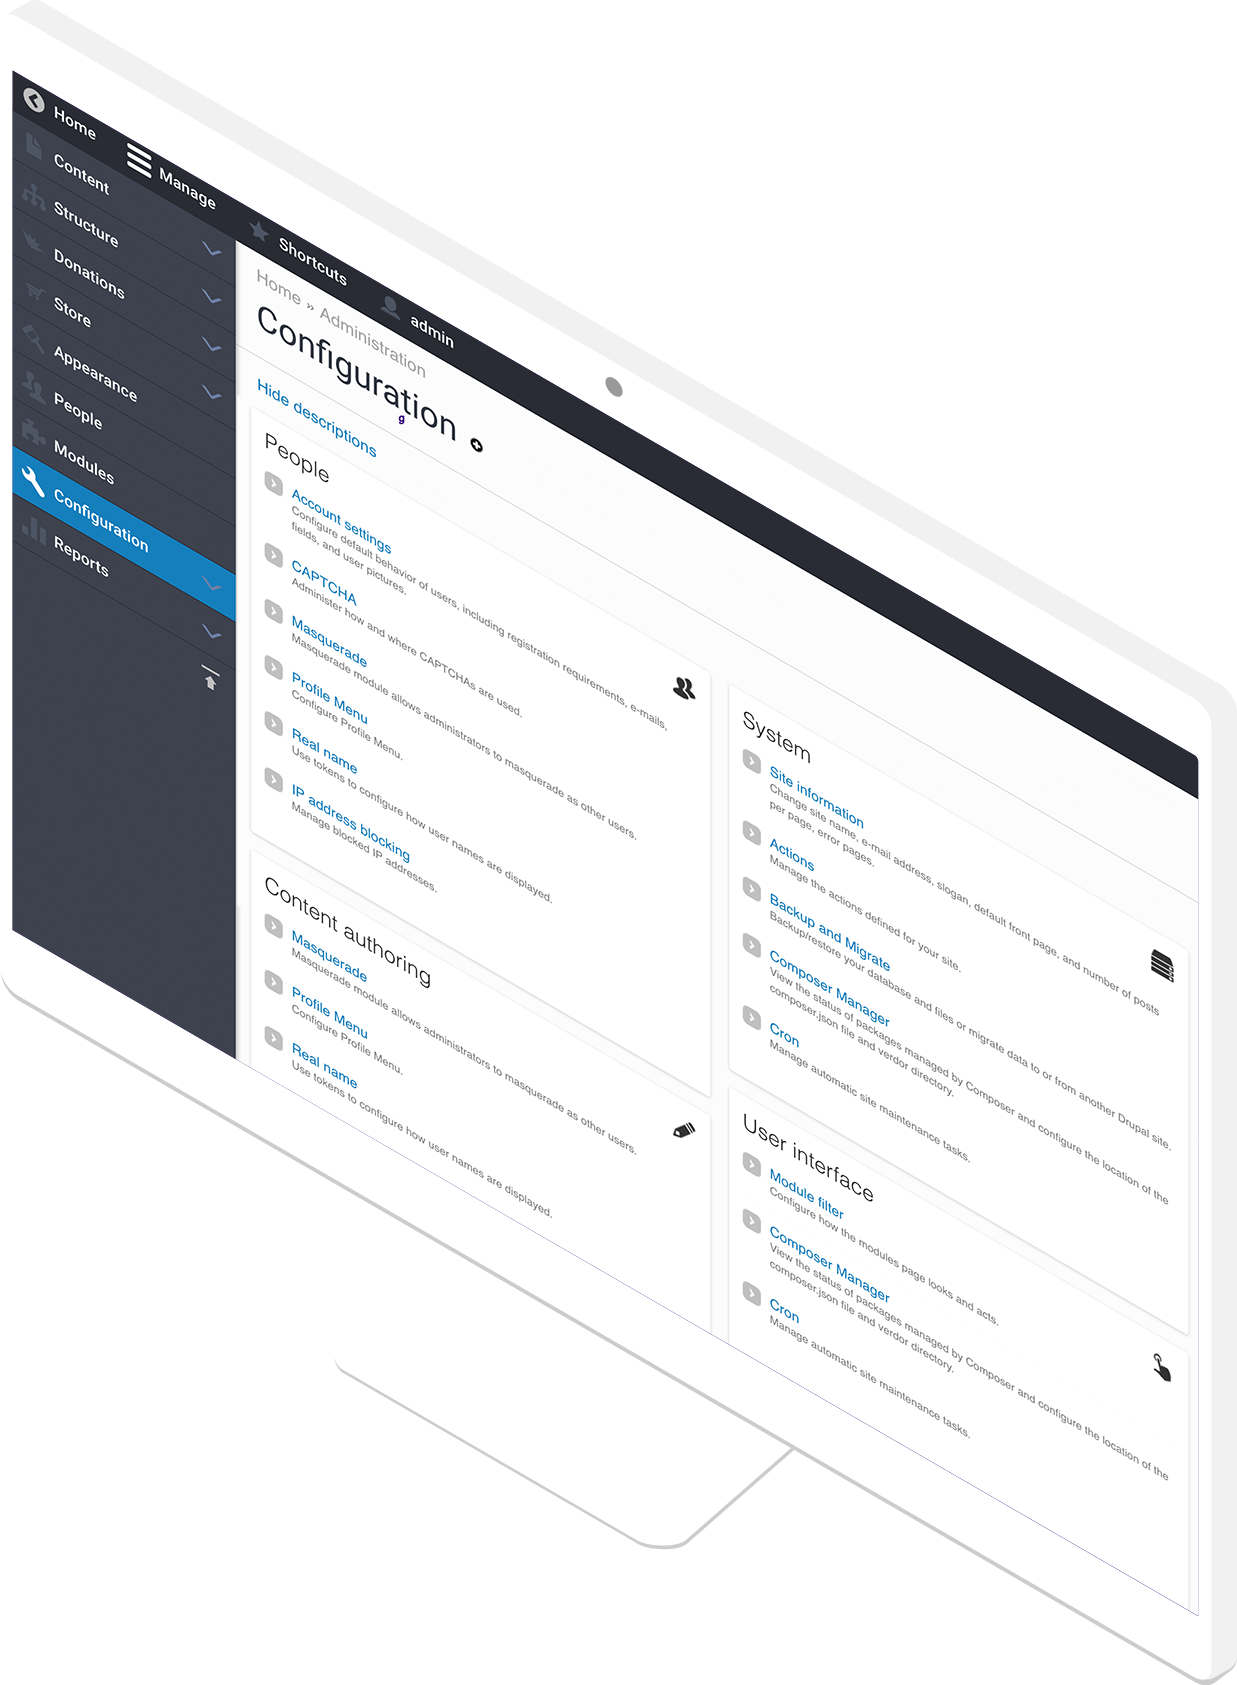 Home
Manage
Shortcuts
admin
Content
Structure
Donations
Store
Appearance
People
Modules
Configuration
Reports
Home » Administration
Configuration
g
Hide descriptions
People
Account settings
Configure default behavior of users, including registration requirements, e-mails,
fields, and user pictures.
CAPTCHA
Administer how and where CAPTCHAs are used.
Masquerade
Masquerade module allows administrators to masquerade as other users.
Profile Menu
Configure Profile Menu.
Real name
Use tokens to configure how user names are displayed.
IP address blocking
Manage blocked IP addresses.
Content authoring
Masquerade
Masquerade module allows administrators to masquerade as other users.
Profile Menu
Configure Profile Menu.
Real name
Use tokens to configure how user names are displayed.
System
Site information
Change site name, e-mail address, slogan, default front page, and number of posts
per page, error pages.
Actions
Manage the actions defined for your site.
Backup and Migrate
Backup/restore your database and files or migrate data to or from another Drupal site.
Composer Manager
View the status of packages managed by Composer and configure the location of the
composer.json file and verdor directory.
Cron
Manage automatic site maintenance tasks.
User interface
Module filter
Configure how the modules page looks and acts.
Composer Manager
View the status of packages managed by Composer and configure the location of the
composer.json file and verdor directory.
Cron
Manage automatic site maintenance tasks.